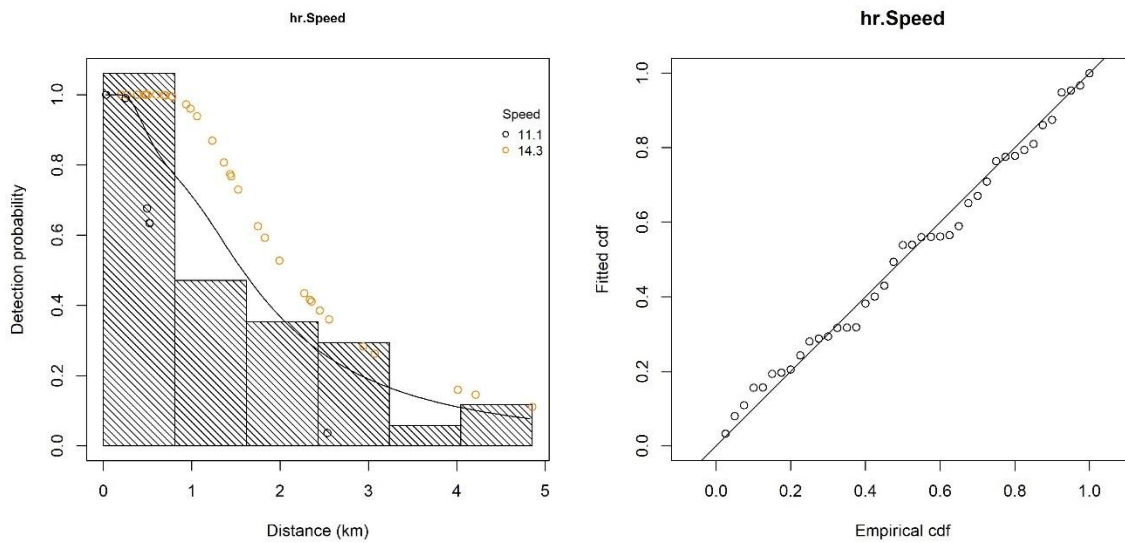 hr.Speed
Detection probability
1.0
0.8
0.6
0.4
0.2
0.0
Speed
11.1
14.3
0 1 2 3 4 5
Distance (km)
hr.Speed
Fitted cdf
1.0
0.8
0.6
0.4
0.2
0.0
0.0 0.2 0.4 0.6 0.8 1.0
Empirical cdf